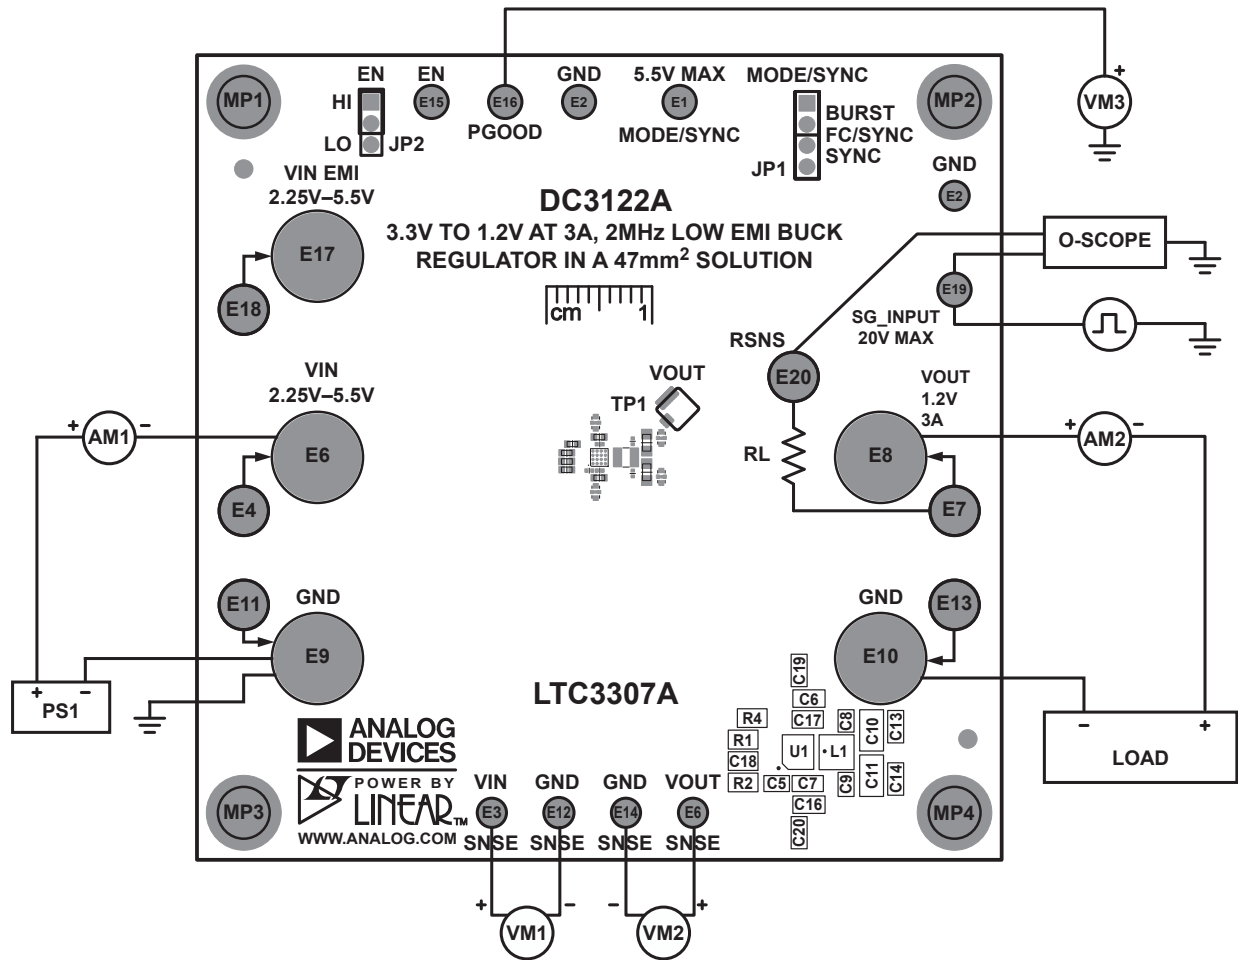 +
VM3
MP1
EN
HI
LO
JP2
EN
E15
E16
PGOOD
GND
E2
5.5V MAX
E1
MODE/SYNC
MODE/SYNC
BURST
FC/SYNC
SYNC
JP1
MP2
GND
E2
VIN EMI
2.25V–5.5V
E17
E18
DC3122A
3.3V TO 1.2V AT 3A, 2MHz LOW EMI BUCK
REGULATOR IN A 47mm2 SOLUTION
cm 1
O-SCOPE
E19
SG_INPUT
20V MAX
RSNS
E20
VIN
2.25V–5.5V
E6
E4
+ AM1 -
VOUT
TP1
RL
VOUT
1.2V
3A
E8
E7
+ AM2 -
E11
GND
E9
GND
E10
E13
+ -
PS1
LTC3307A
ANALOG
DEVICES
POWER BY
LINEAR™
WWW.ANALOG.COM
C19
C6
R4
C17
C8
C10
C13
R1
U1
L1
C18
R2
C5
C7
C9
C11
C14
C16
C20
- +
LOAD
MP3
VIN
GND
GND
VOUT
E3
E12
E14
E6
SNSE
SNSE
SNSE
SNSE
MP4
+ VM1 -
- VM2 +